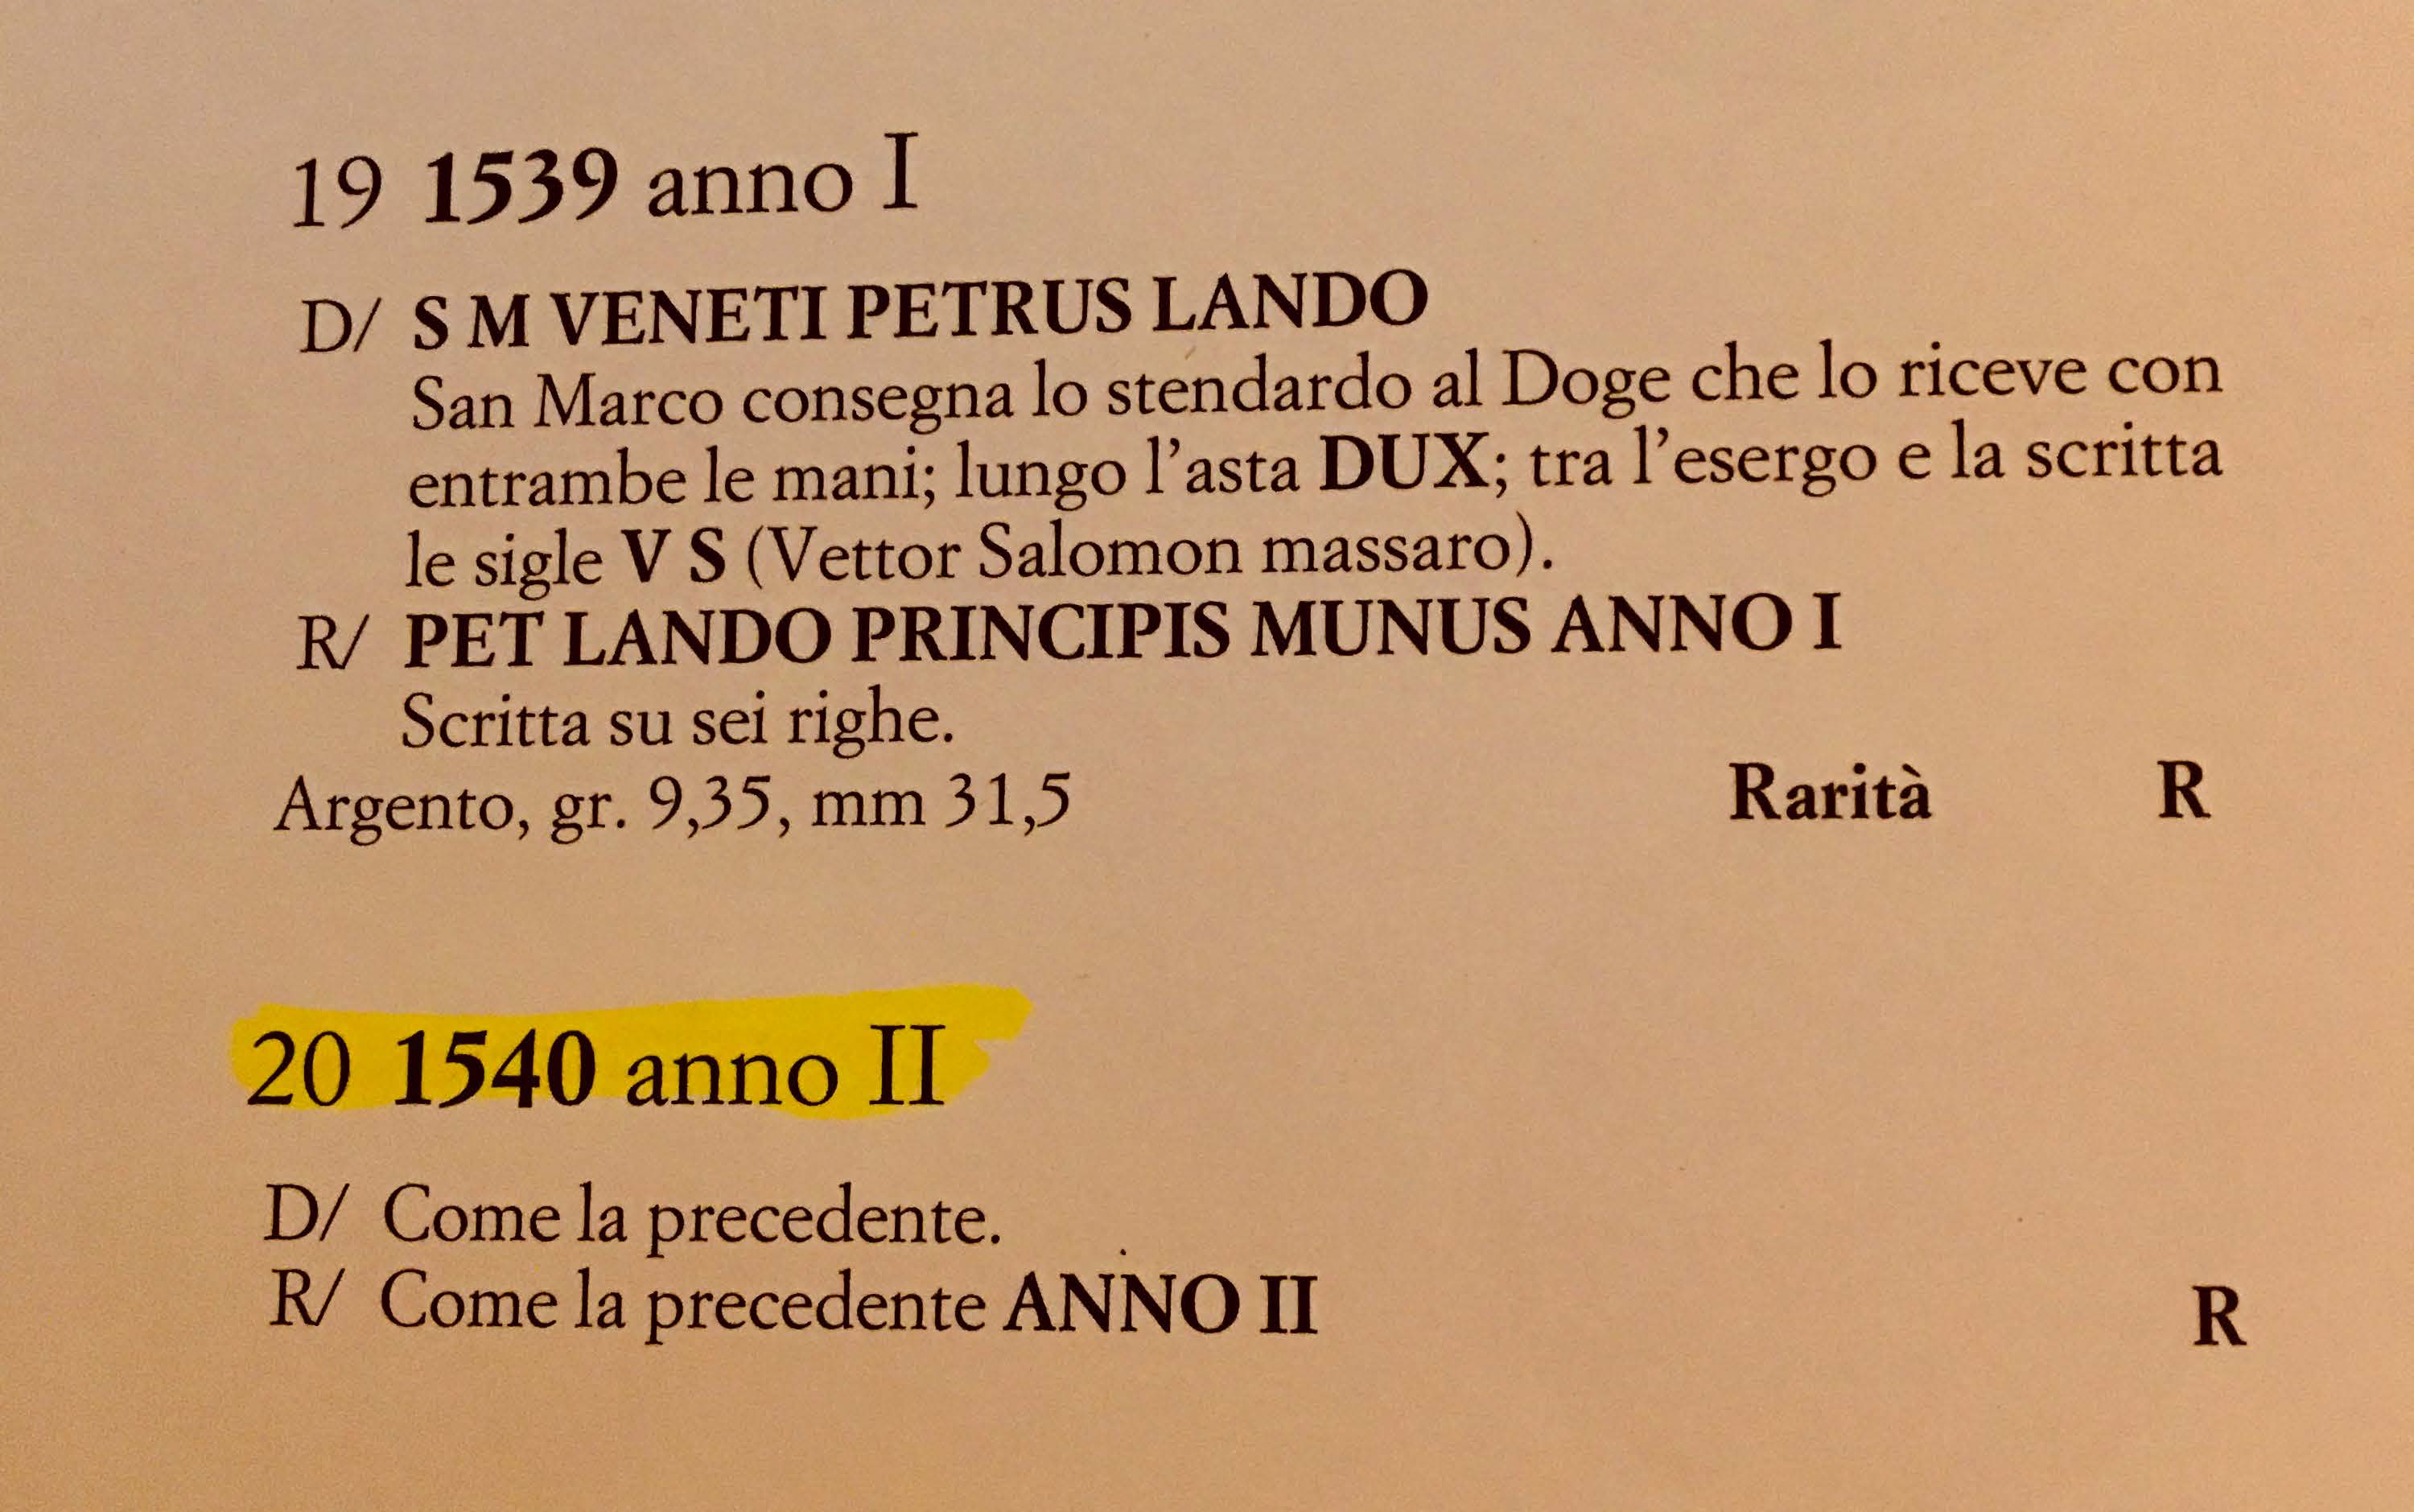 19 1539 anno I
D/ S M VENETI PETRUS LANDO
San Marco consegna lo stendardo al Doge che lo riceve con
entrambe le mani; lungo l’asta DUX; tra l’esergo e la scritta
le sigle V S (Vettor Salomon massaro).
R/ PET LANDO PRINCIPIS MUNUS ANNO I
Scritta su sei righe.
Argento, gr. 9,35, mm 31,5 Rarità R
20 1540 anno II
D/ Come la precedente.
R/ Come la precedente ANNO II R